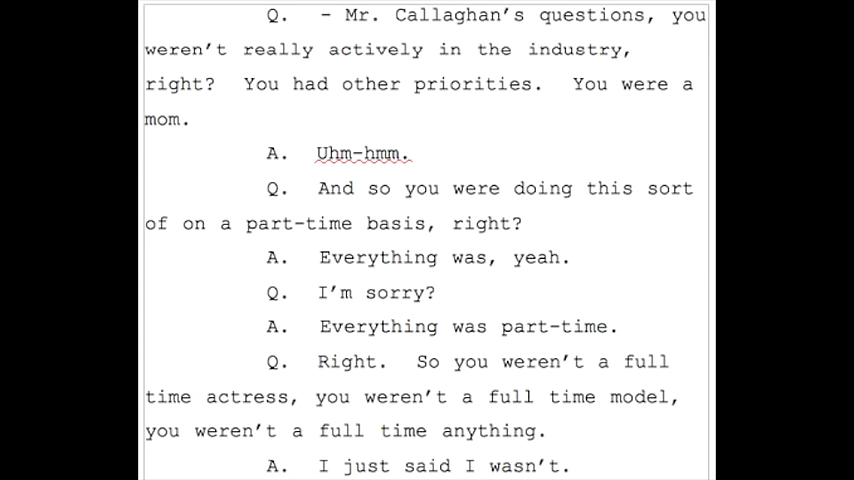 Q. - Mr. Callaghan's questions, you
weren't really actively in the industry,
right? You had other priorities. You were a
mom.
A. Uhm-hmm.
Q. And so you were doing this sort
of on a part-time basis, right?
A. Everything was, yeah.
Q. I'm sorry?
A. Everything was part-time.
Q. Right. So you weren't a full
time actress, you weren't a full time model,
you weren't a full time anything.
A. I just said I wasn't.